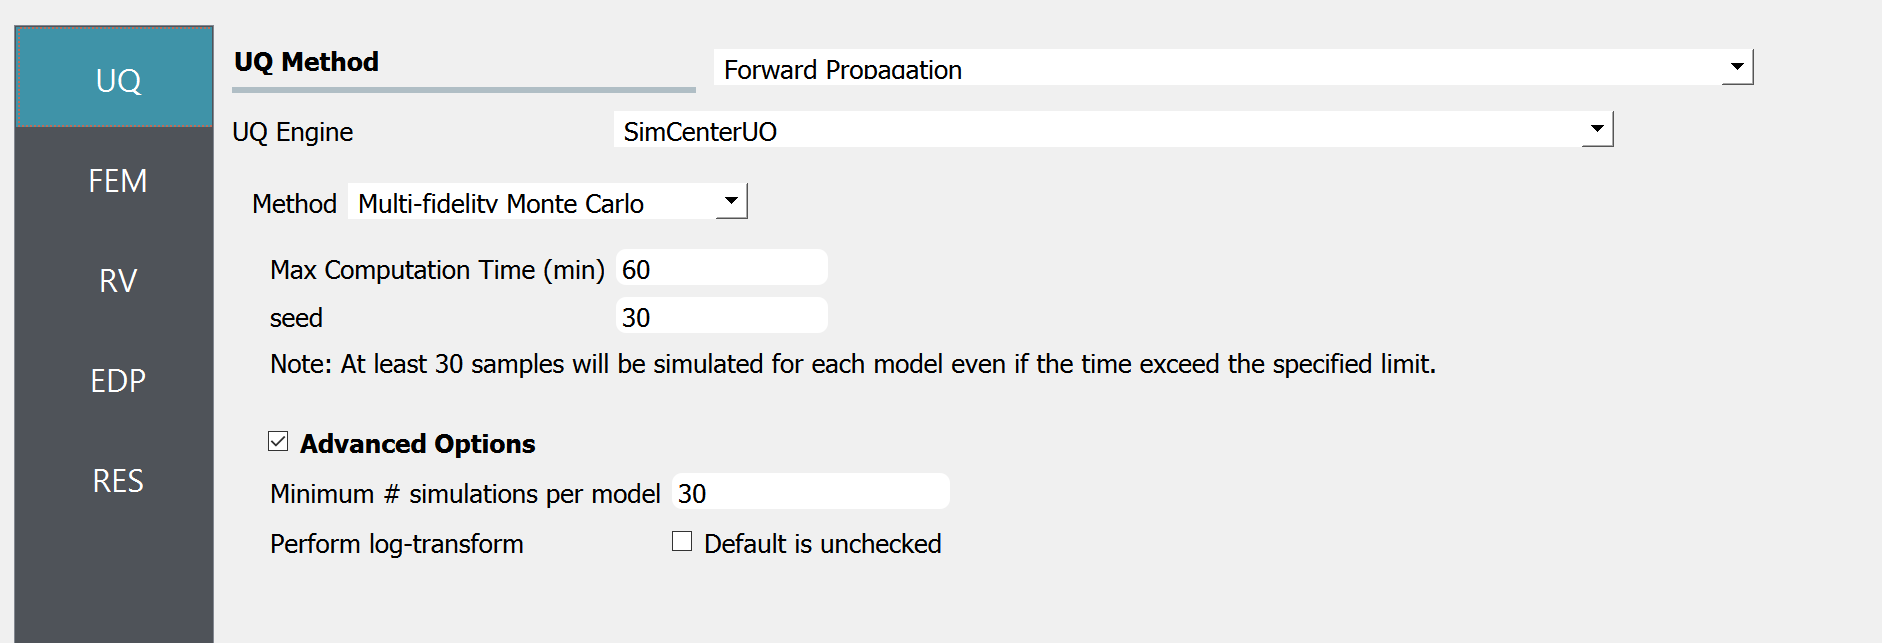 UQ
FEM
RV
EDP
RES
UQ Method
Forward Propagation
UQ Engine
SimCenterUQ
Method
Multi-fidelity Monte Carlo
Max Computation Time (min)
60
seed
30
Note: At least 30 samples will be simulated for each model even if the time exceed the specified limit.
Advanced Options
Minimum # simulations per model
30
Perform log-transform
Default is unchecked